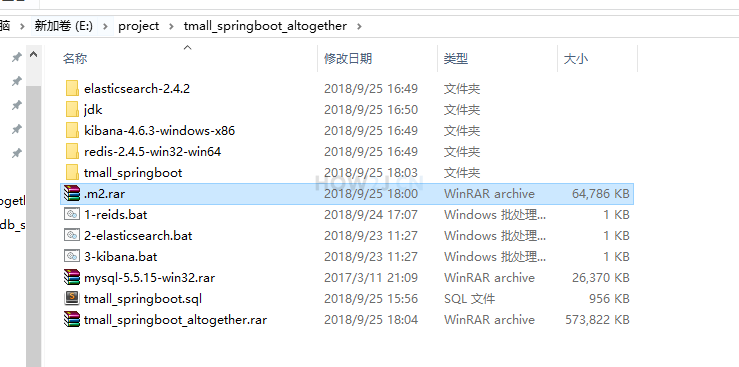 脑 › 新加卷 (E:) › project › tmall_springboot_altogether ›
名称 修改日期 类型 大小
elasticsearch-2.4.2 2018/9/25 16:49 文件夹
jdk 2018/9/25 16:50 文件夹
kibana-4.6.3-windows-x86 2018/9/25 16:49 文件夹
redis-2.4.5-win32-win64 2018/9/25 16:49 文件夹
tmall_springboot 2018/9/25 18:03 文件夹
.m2.rar 2018/9/25 18:00 WinRAR archive 64,786 KB
1-reids.bat 2018/9/24 17:07 Windows 批处理... 1 KB
2-elasticsearch.bat 2018/9/23 11:27 Windows 批处理... 1 KB
3-kibana.bat 2018/9/23 11:27 Windows 批处理... 1 KB
mysql-5.5.15-win32.rar 2017/3/11 21:09 WinRAR archive 26,370 KB
tmall_springboot.sql 2018/9/25 15:56 SQL 文件 956 KB
tmall_springboot_altogether.rar 2018/9/25 18:04 WinRAR archive 573,822 KB
ogethe
db_s